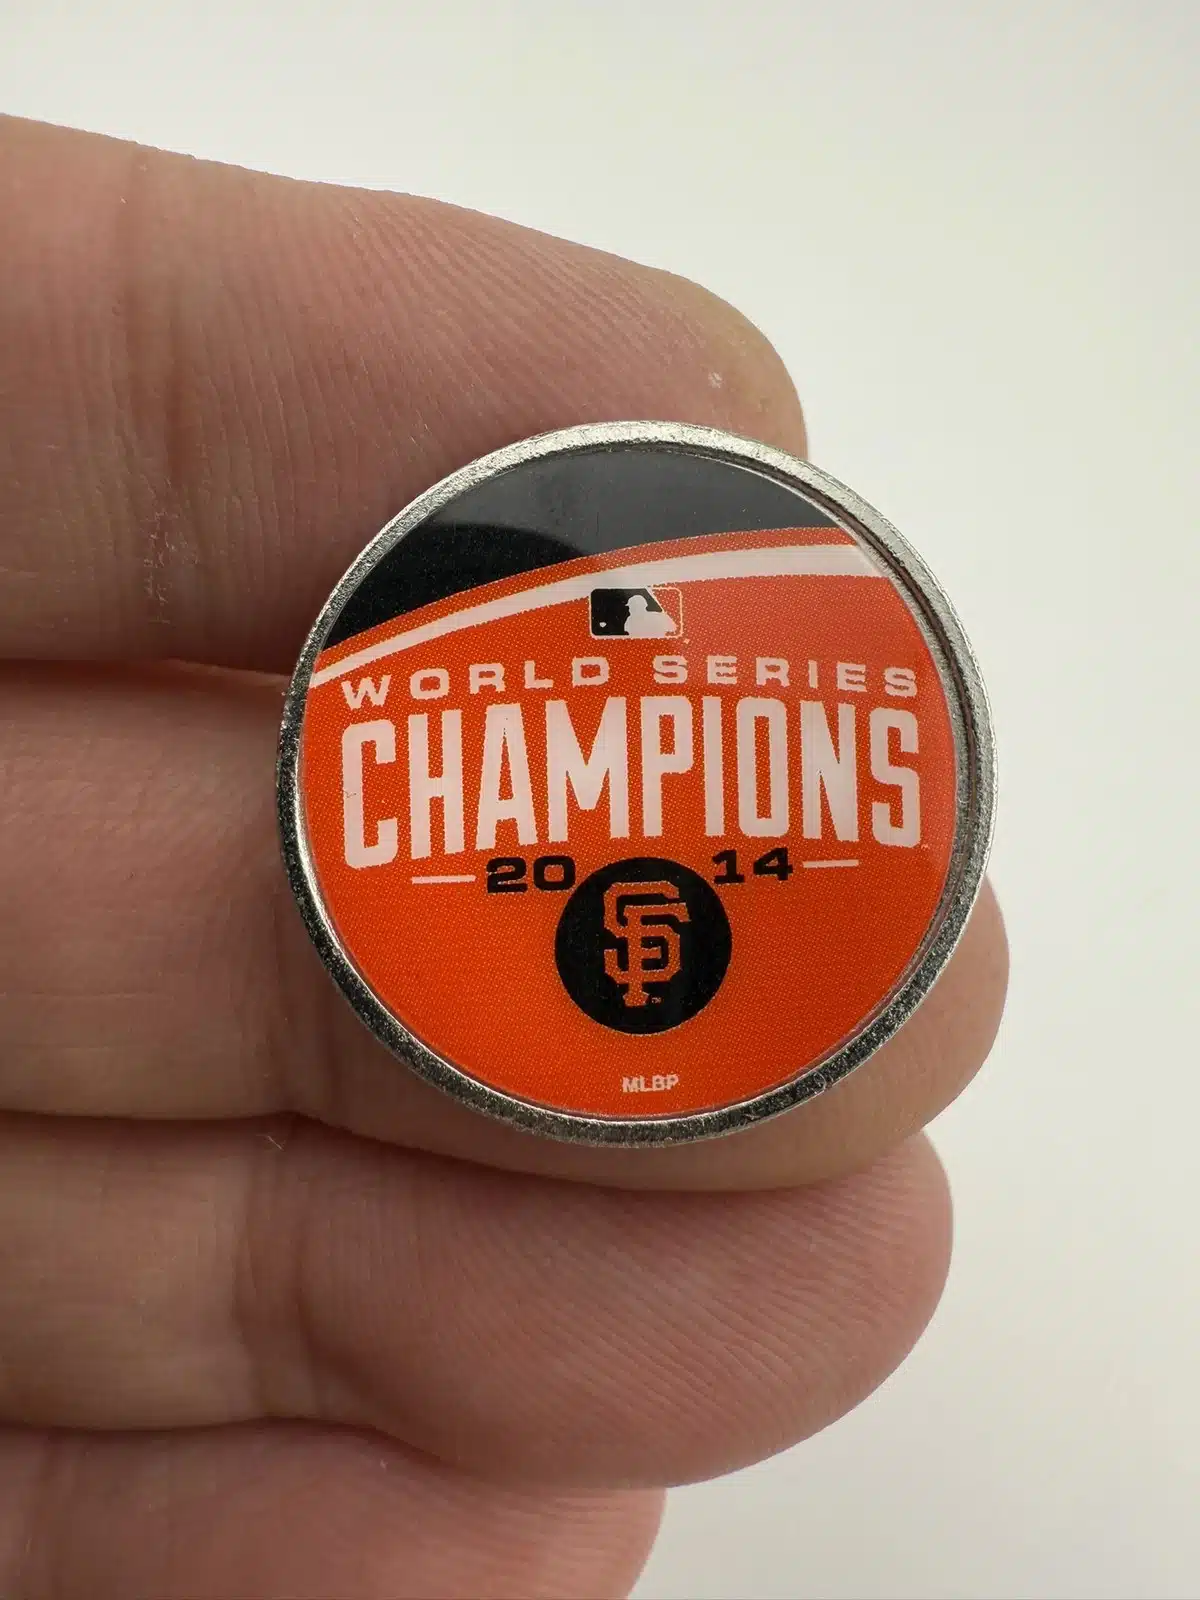 WORLD SERIES
CHAMPIONS
20 14
SF
MLBP